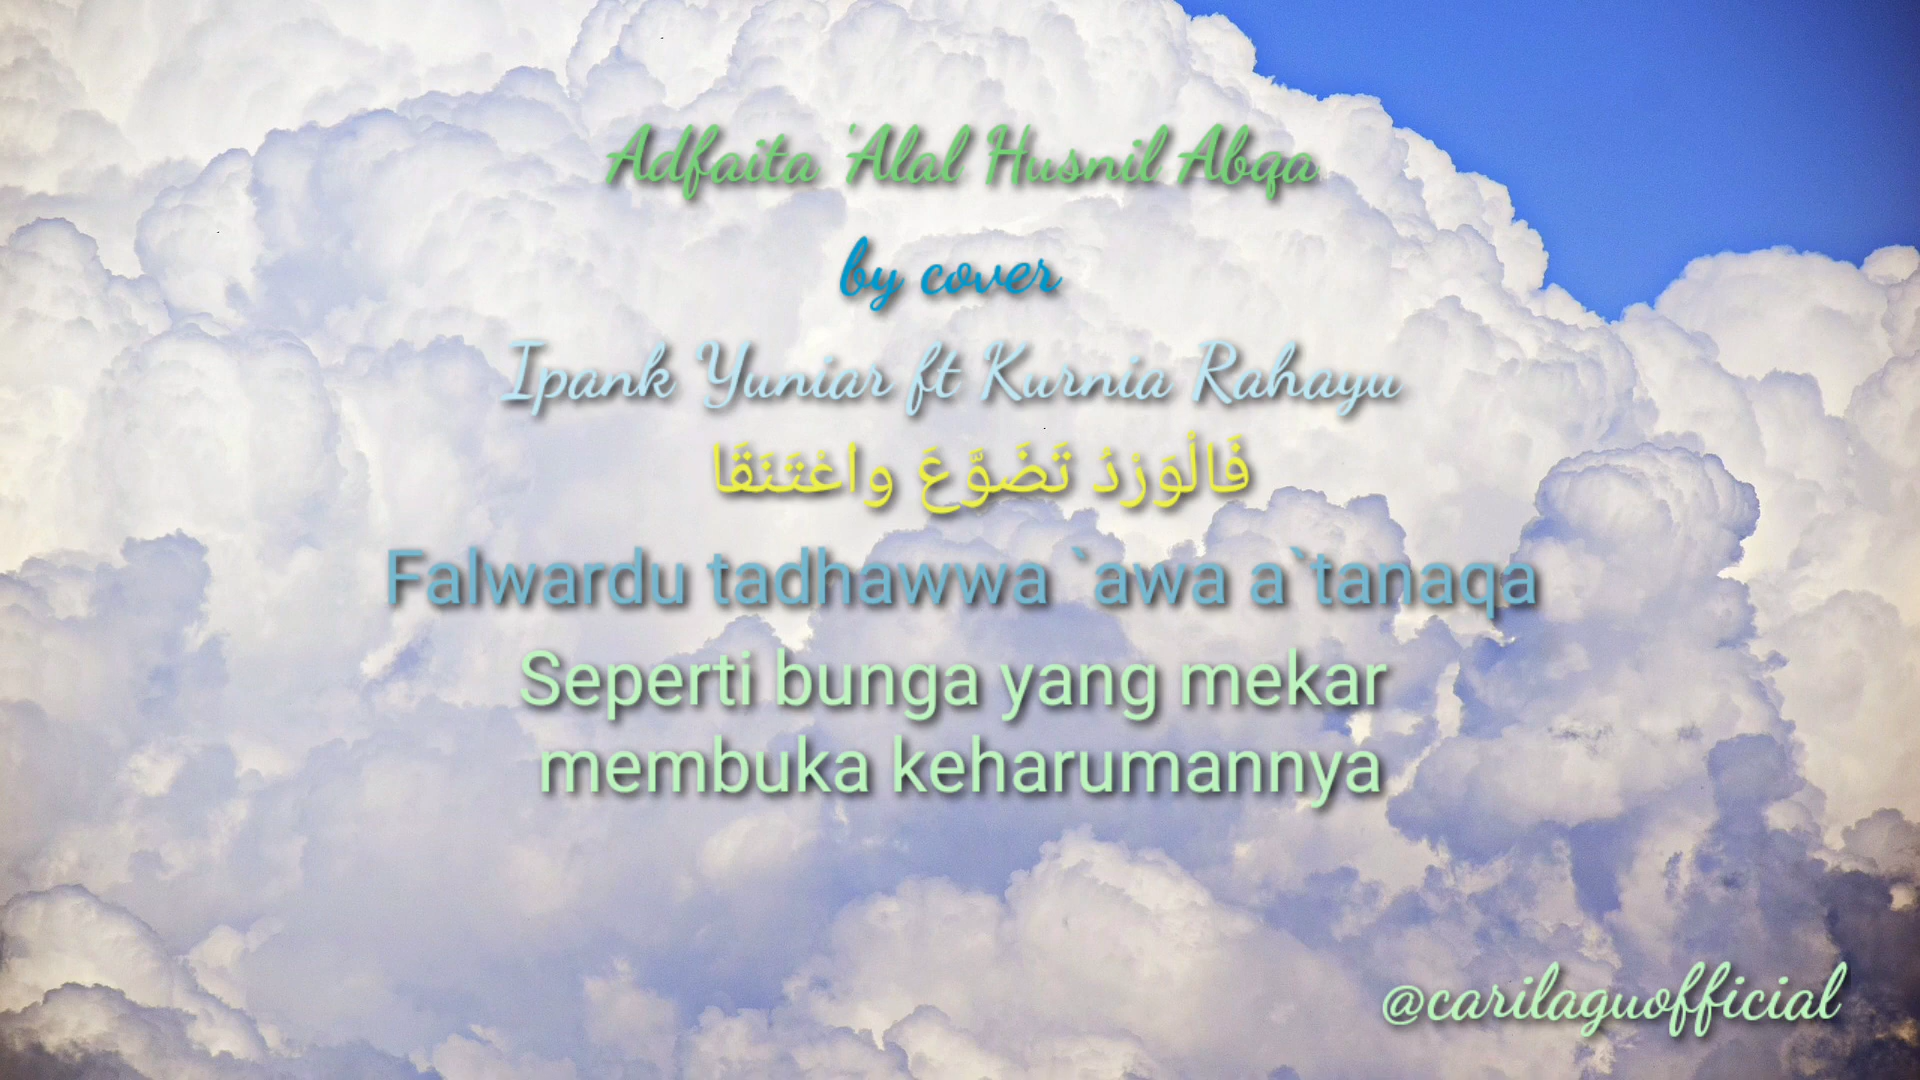 Adfaita 'Alal Husnil Abqa
by cover
Ipank Yuniar ft Kurnia Rahayu
فَالْوَرْدُ تَضَوَّعَ واعْتَنَقَا
Falwardu tadhawwa `awa a`tanaqa
Seperti bunga yang mekar
membuka keharumannya
@carilaguofficial